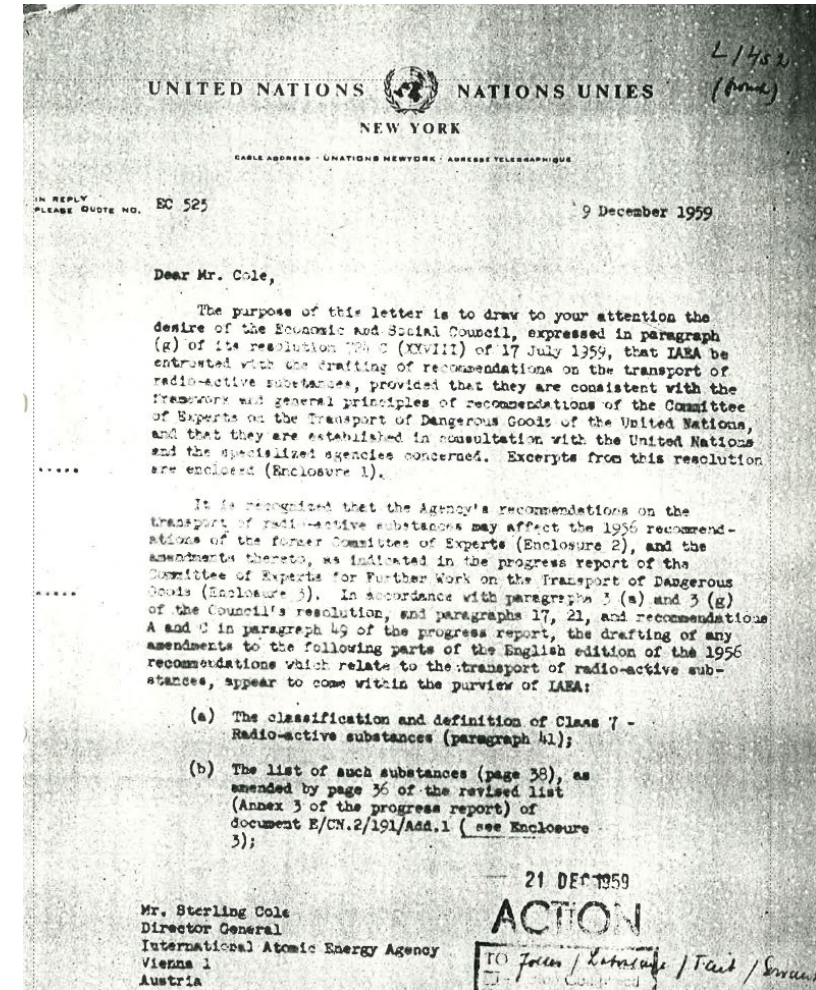 L/452
UNITED NATIONS NATIONS UNIES
NEW YORK
CABLE ADDRESS · UNATIONS NEWYORK · ADRESSE TELEGRAPHIQUE
IN REPLY
PLEASE QUOTE NO. EC 525
9 December 1959
Dear Mr. Cole,
The purpose of this letter is to draw to your attention the
desire of the Economic and Social Council, expressed in paragraph
(g) of its resolution C (XXVIII) of 17 July 1959, that IAEA be
entrusted with the drafting of recommendations on the transport of
radio-active substances, provided that they are consistent with the
framework and general principles of recommendations of the Committee
of Experts on the Transport of Dangerous Goods of the United Nations,
and that they are established in consultation with the United Nations
and the specialized agencies concerned. Excerpts from this resolution
are enclosed (Enclosure 1).
It is recognized that the Agency's recommendations on the
transport of radio-active substances may affect the 1956 recommend-
ations of the former Committee of Experts (Enclosure 2), and the
amendments thereto, as indicated in the progress report of the
Committee of Experts for Further Work on the Transport of Dangerous
Goods (Enclosure 3). In accordance with paragraphs 3 (a) and 3 (g)
of the Council's resolution, and paragraphs 17, 21, and recommendations
A and C in paragraph 49 of the progress report, the drafting of any
amendments to the following parts of the English edition of the 1956
recommendations which relate to the transport of radio-active sub-
stances, appear to come within the purview of IAEA:
(a) The classification and definition of Class 7 -
Radio-active substances (paragraph 41);
(b) The list of such substances (page 38), as
amended by page 36 of the revised list
(Annex 3 of the progress report) of
document E/CN.2/191/Add.1 ( see Enclosure
3);
21 DEC 1959
ACTION
Mr. Sterling Cole
Director General
International Atomic Energy Agency
Vienna 1
Austria
TO